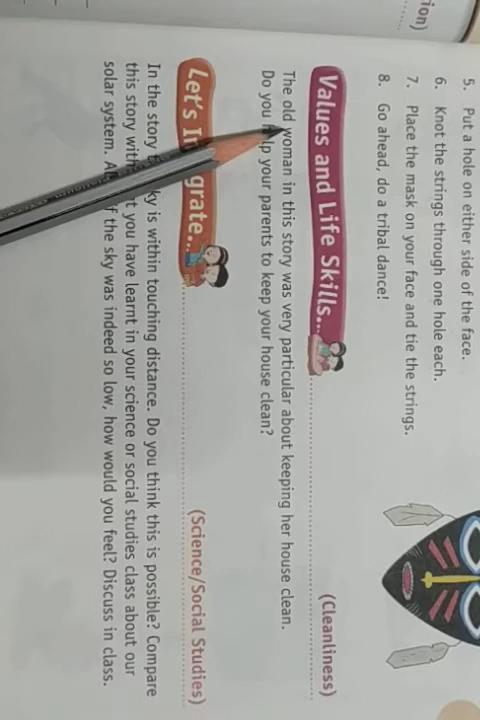 ion)
5. Put a hole on either side of the face.
6. Knot the strings through one hole each.
7. Place the mask on your face and tie the strings.
8. Go ahead, do a tribal dance!
Values and Life Skills...
(Cleanliness)
The old woman in this story was very particular about keeping her house clean.
Do you help your parents to keep your house clean?
Let's In grate...
(Science/Social Studies)
In the story ky is within touching distance. Do you think this is possible? Compare
this story with t you have learnt in your science or social studies class about our
solar system. f the sky was indeed so low, how would you feel? Discuss in class.